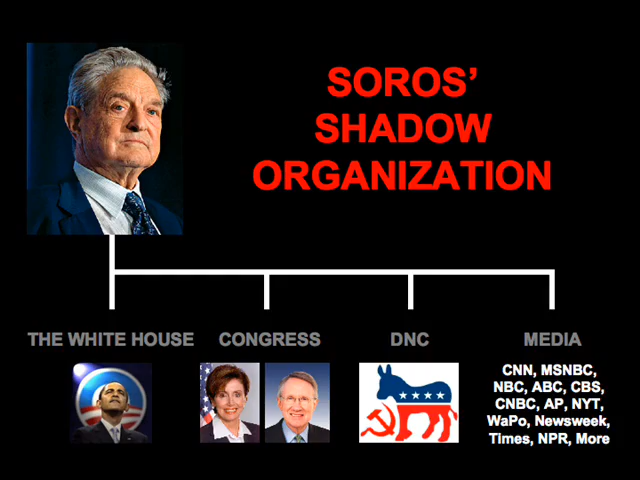 SOROS’
SHADOW
ORGANIZATION
THE WHITE HOUSE
CONGRESS
DNC
MEDIA
CNN, MSNBC,
NBC, ABC, CBS,
CNBC, AP, NYT,
WaPo, Newsweek,
Times, NPR, More